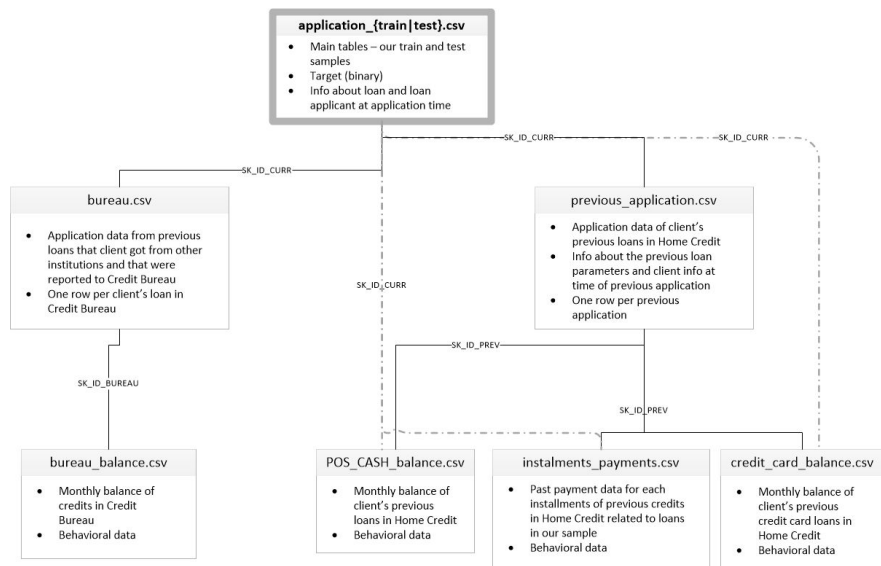 application_{train|test}.csv
• Main tables – our train and test
samples
• Target (binary)
• Info about loan and loan
applicant at application time
SK_ID_CURR
SK_ID_CURR
SK_ID_CURR
bureau.csv
• Application data from previous
loans that client got from other
institutions and that were
reported to Credit Bureau
• One row per client's loan in
Credit Bureau
previous_application.csv
• Application data of client's
previous loans in Home Credit
• Info about the previous loan
parameters and client info at
time of previous application
• One row per previous
application
SK_ID_CURR
SK_ID_PREV
SK_ID_BUREAU
SK_ID_PREV
bureau_balance.csv
• Monthly balance of
credits in Credit
Bureau
• Behavioral data
POS_CASH_balance.csv
• Monthly balance of
client's previous
loans in Home Credit
• Behavioral data
instalments_payments.csv
• Past payment data for each
installments of previous credits
in Home Credit related to loans
in our sample
• Behavioral data
credit_card_balance.csv
• Monthly balance of
client's previous
credit card loans in
Home Credit
• Behavioral data